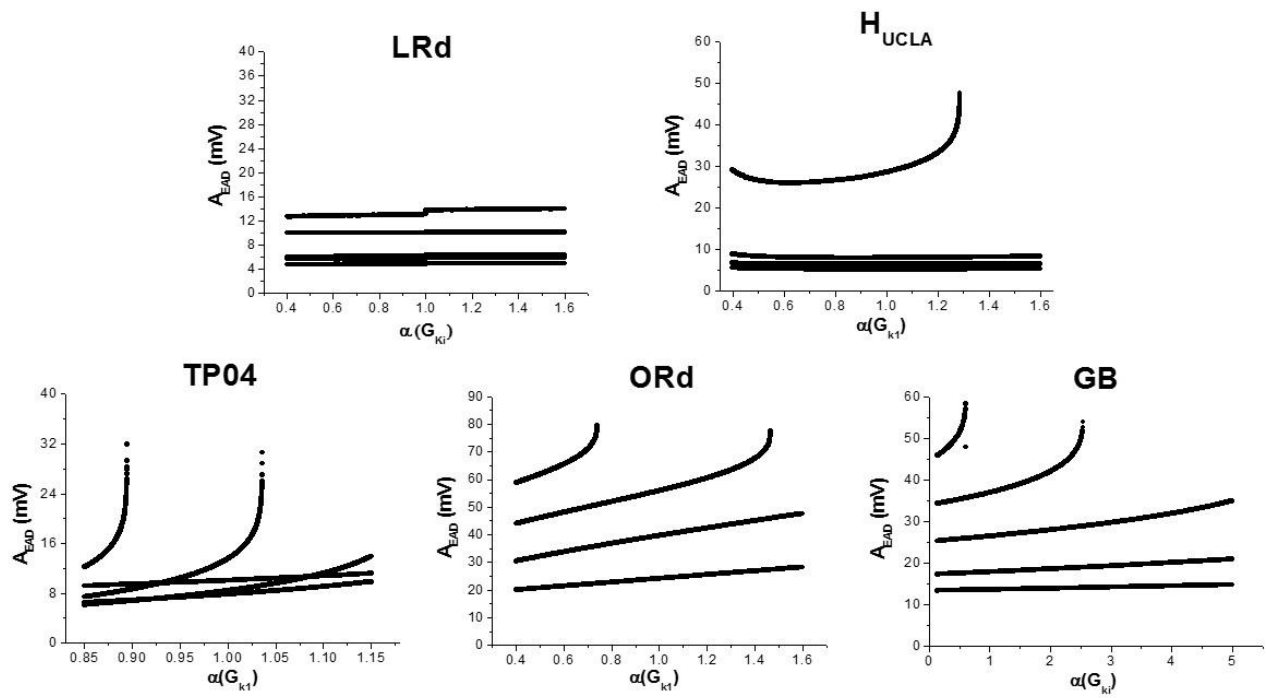 LRd
A_EAD (mV)
40
36
32
28
24
20
16
12
8
4
0
0.4 0.6 0.8 1.0 1.2 1.4 1.6
α (G_Ki)
H_UCLA
A_EAD (mV)
60
50
40
30
20
10
0
0.4 0.6 0.8 1.0 1.2 1.4 1.6
α(G_k1)
TP04
A_EAD (mV)
40
32
24
16
8
0
0.85 0.90 0.95 1.00 1.05 1.10 1.15
α(G_k1)
ORd
A_EAD (mV)
90
80
70
60
50
40
30
20
10
0
0.4 0.6 0.8 1.0 1.2 1.4 1.6
α(G_k1)
GB
A_EAD (mV)
60
50
40
30
20
10
0
0 1 2 3 4 5
α(G_ki)